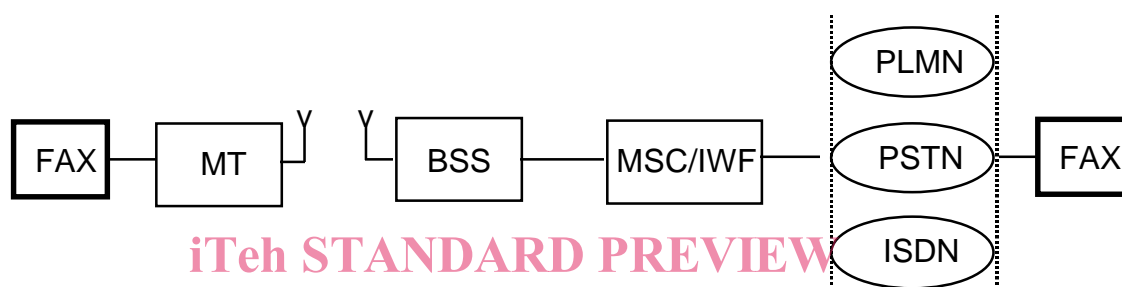 PLMN
FAX MT BSS MSC/IWF PSTN FAX
ISDN
iTeh STANDARD PREVIEW